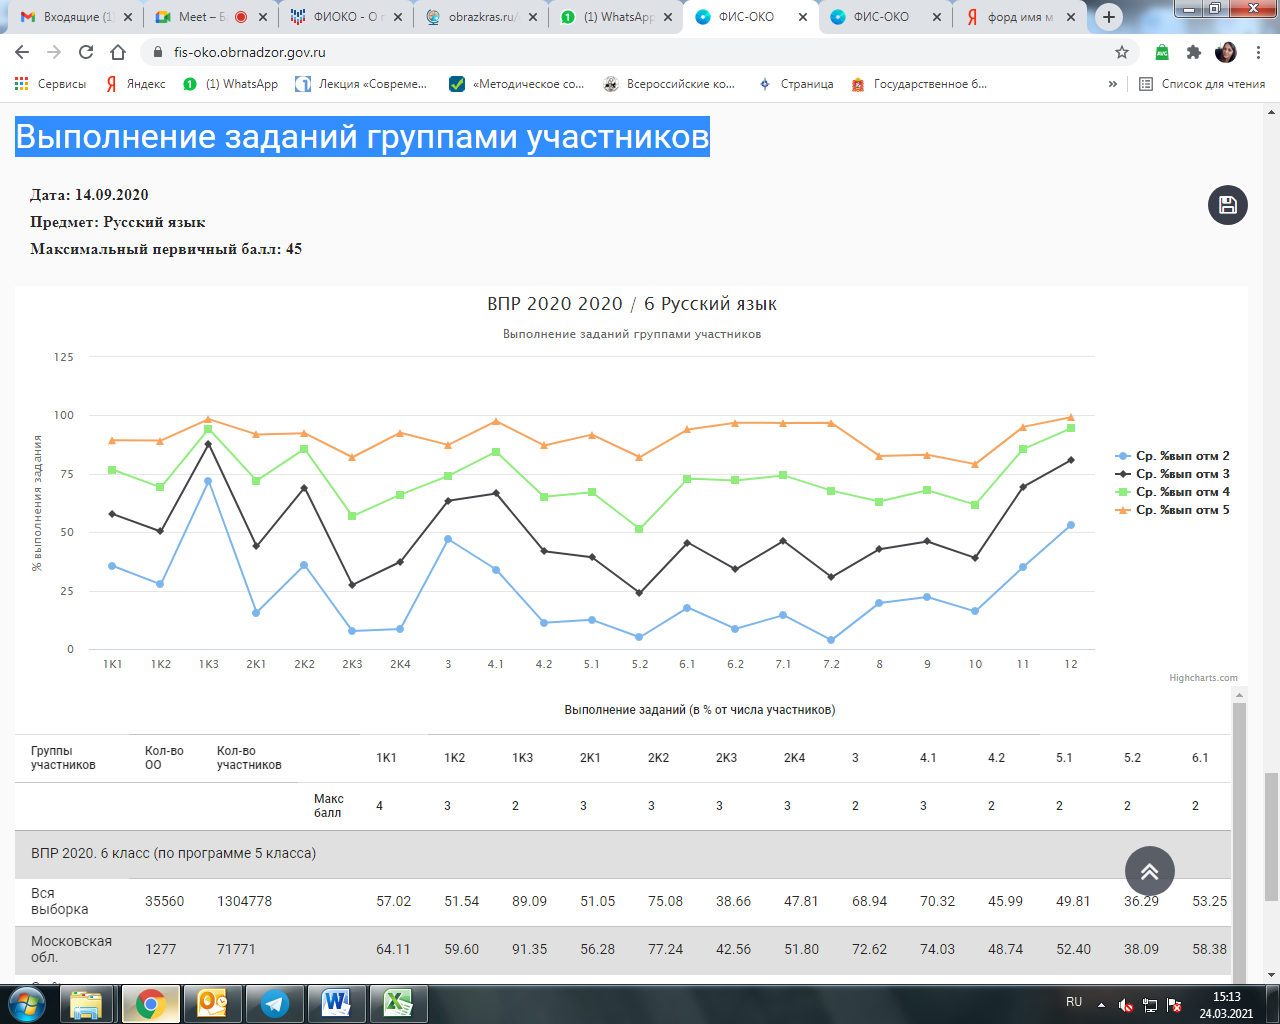 Входящие (1)
Meet – Б
ФИОКО - О
obrazkras.ru/
(1) WhatsApp
ФИС-ОКО
ФИС-ОКО
форд имя м
fis-oko.obrnadzor.gov.ru
Сервисы
Яндекс
(1) WhatsApp
Лекция «Совреме...
«Методическое со...
Всероссийские ко...
Страница
Государственное б...
»
Список для чтения
Выполнение заданий группами участников
Дата: 14.09.2020
Предмет: Русский язык
Максимальный первичный балл: 45
ВПР 2020 2020 / 6 Русский язык
Выполнение заданий группами участников
% выполнения задания
125
100
75
50
25
0
1K1 1K2 1K3 2K1 2K2 2K3 2K4 3 4.1 4.2 5.1 5.2 6.1 6.2 7.1 7.2 8 9 10 11 12
Ср. %вып отм 2
Ср. %вып отм 3
Ср. %вып отм 4
Ср. %вып отм 5
Highcharts.com
Выполнение заданий (в % от числа участников)
Группы участников Кол-во ОО Кол-во участников 1K1 1K2 1K3 2K1 2K2 2K3 2K4 3 4.1 4.2 5.1 5.2 6.1
Макс балл 4 3 2 3 3 3 3 2 3 2 2 2 2
ВПР 2020. 6 класс (по программе 5 класса)
Вся выборка 35560 1304778 57.02 51.54 89.09 51.05 75.08 38.66 47.81 68.94 70.32 45.99 49.81 36.29 53.25
Московская обл. 1277 71771 64.11 59.60 91.35 56.28 77.24 42.56 51.80 72.62 74.03 48.74 52.40 38.09 58.38
RU
15:13
24.03.2021